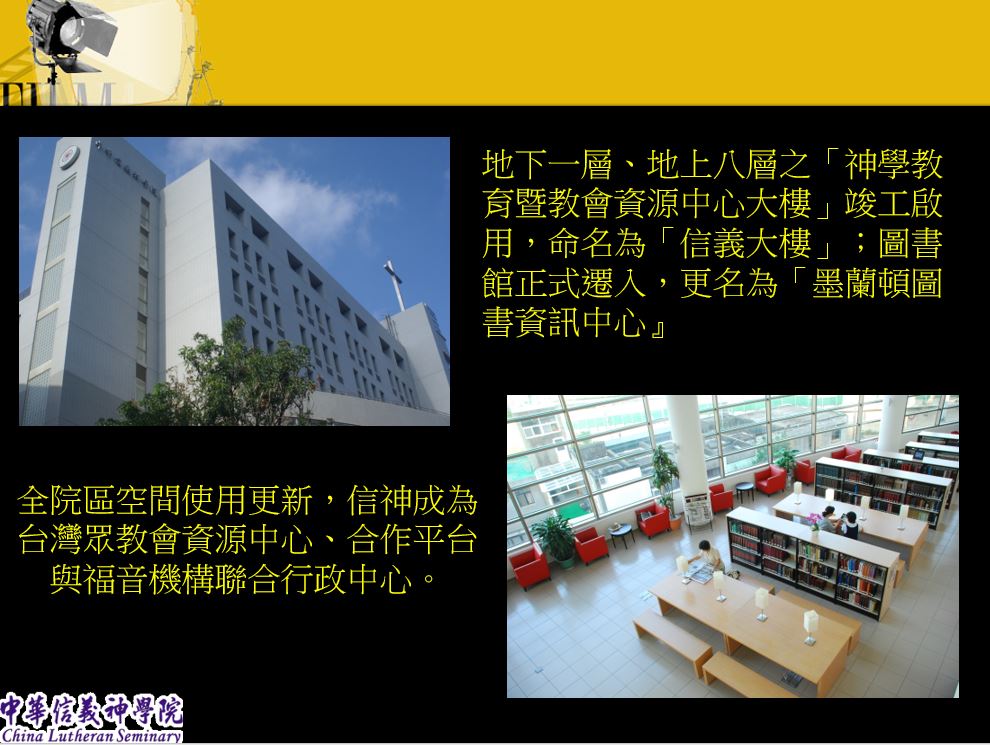 FILM
地下一層、地上八層之「神學教
育暨教會資源中心大樓」竣工啟
用，命名為「信義大樓」；圖書
館正式遷入，更名為「墨蘭頓圖
書資訊中心』
全院區空間使用更新，信神成為
台灣眾教會資源中心、合作平台
與福音機構聯合行政中心。
中華信義神學院
China Lutheran Seminary